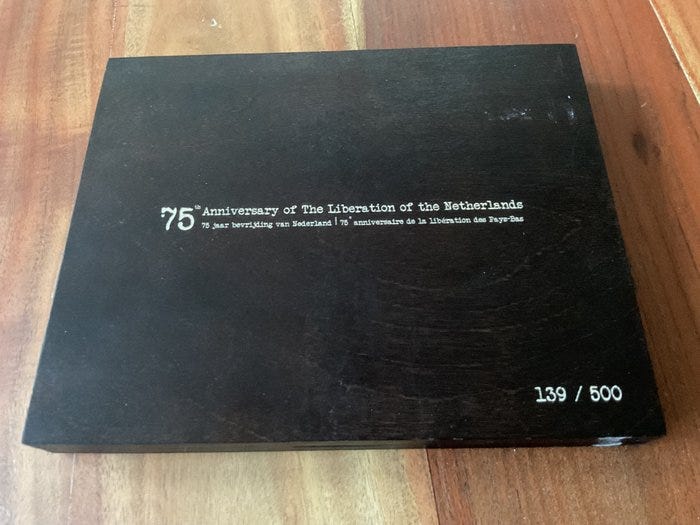 75th Anniversary of The Liberation of the Netherlands
75 jaar bevrijding van Nederland | 75e anniversaire de la libération des Pays-Bas
139 / 500